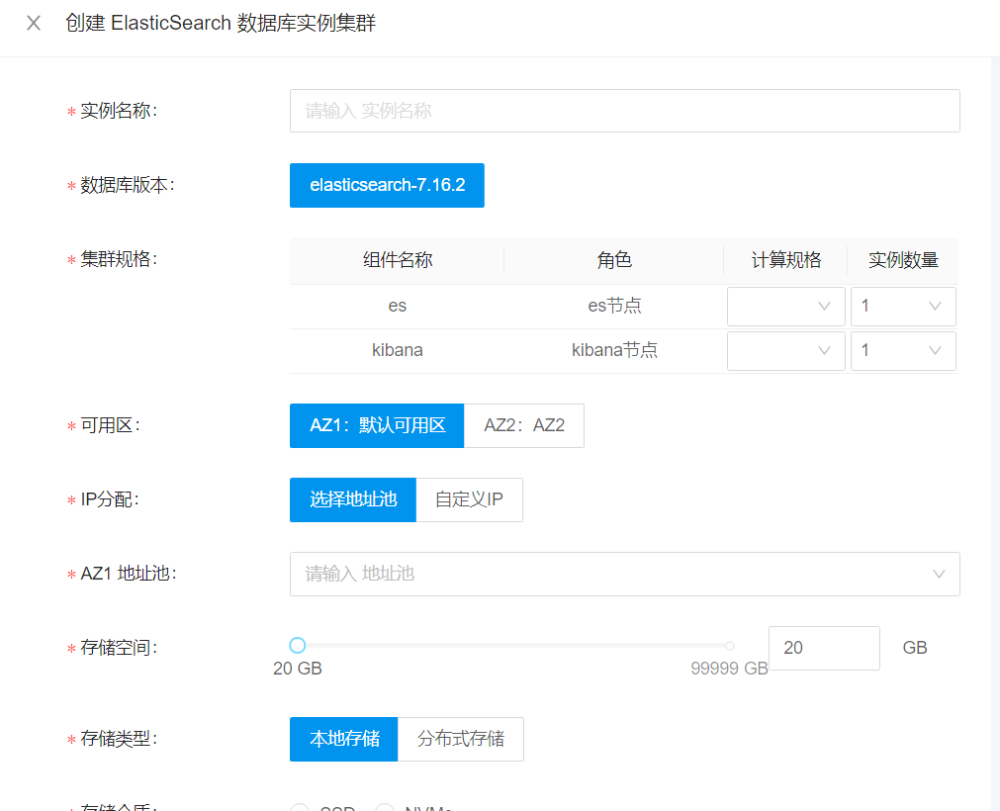 创建 ElasticSearch 数据库实例集群
* 实例名称: 请输入 实例名称
* 数据库版本: elasticsearch-7.16.2
* 集群规格: 组件名称 角色 计算规格 实例数量
es es节点 1
kibana kibana节点 1
* 可用区: AZ1：默认可用区 AZ2：AZ2
* IP分配: 选择地址池 自定义IP
* AZ1 地址池: 请输入 地址池
* 存储空间: 20 GB
20 GB 99999 GB
* 存储类型: 本地存储 分布式存储
* 存储介质: SSD NVMe